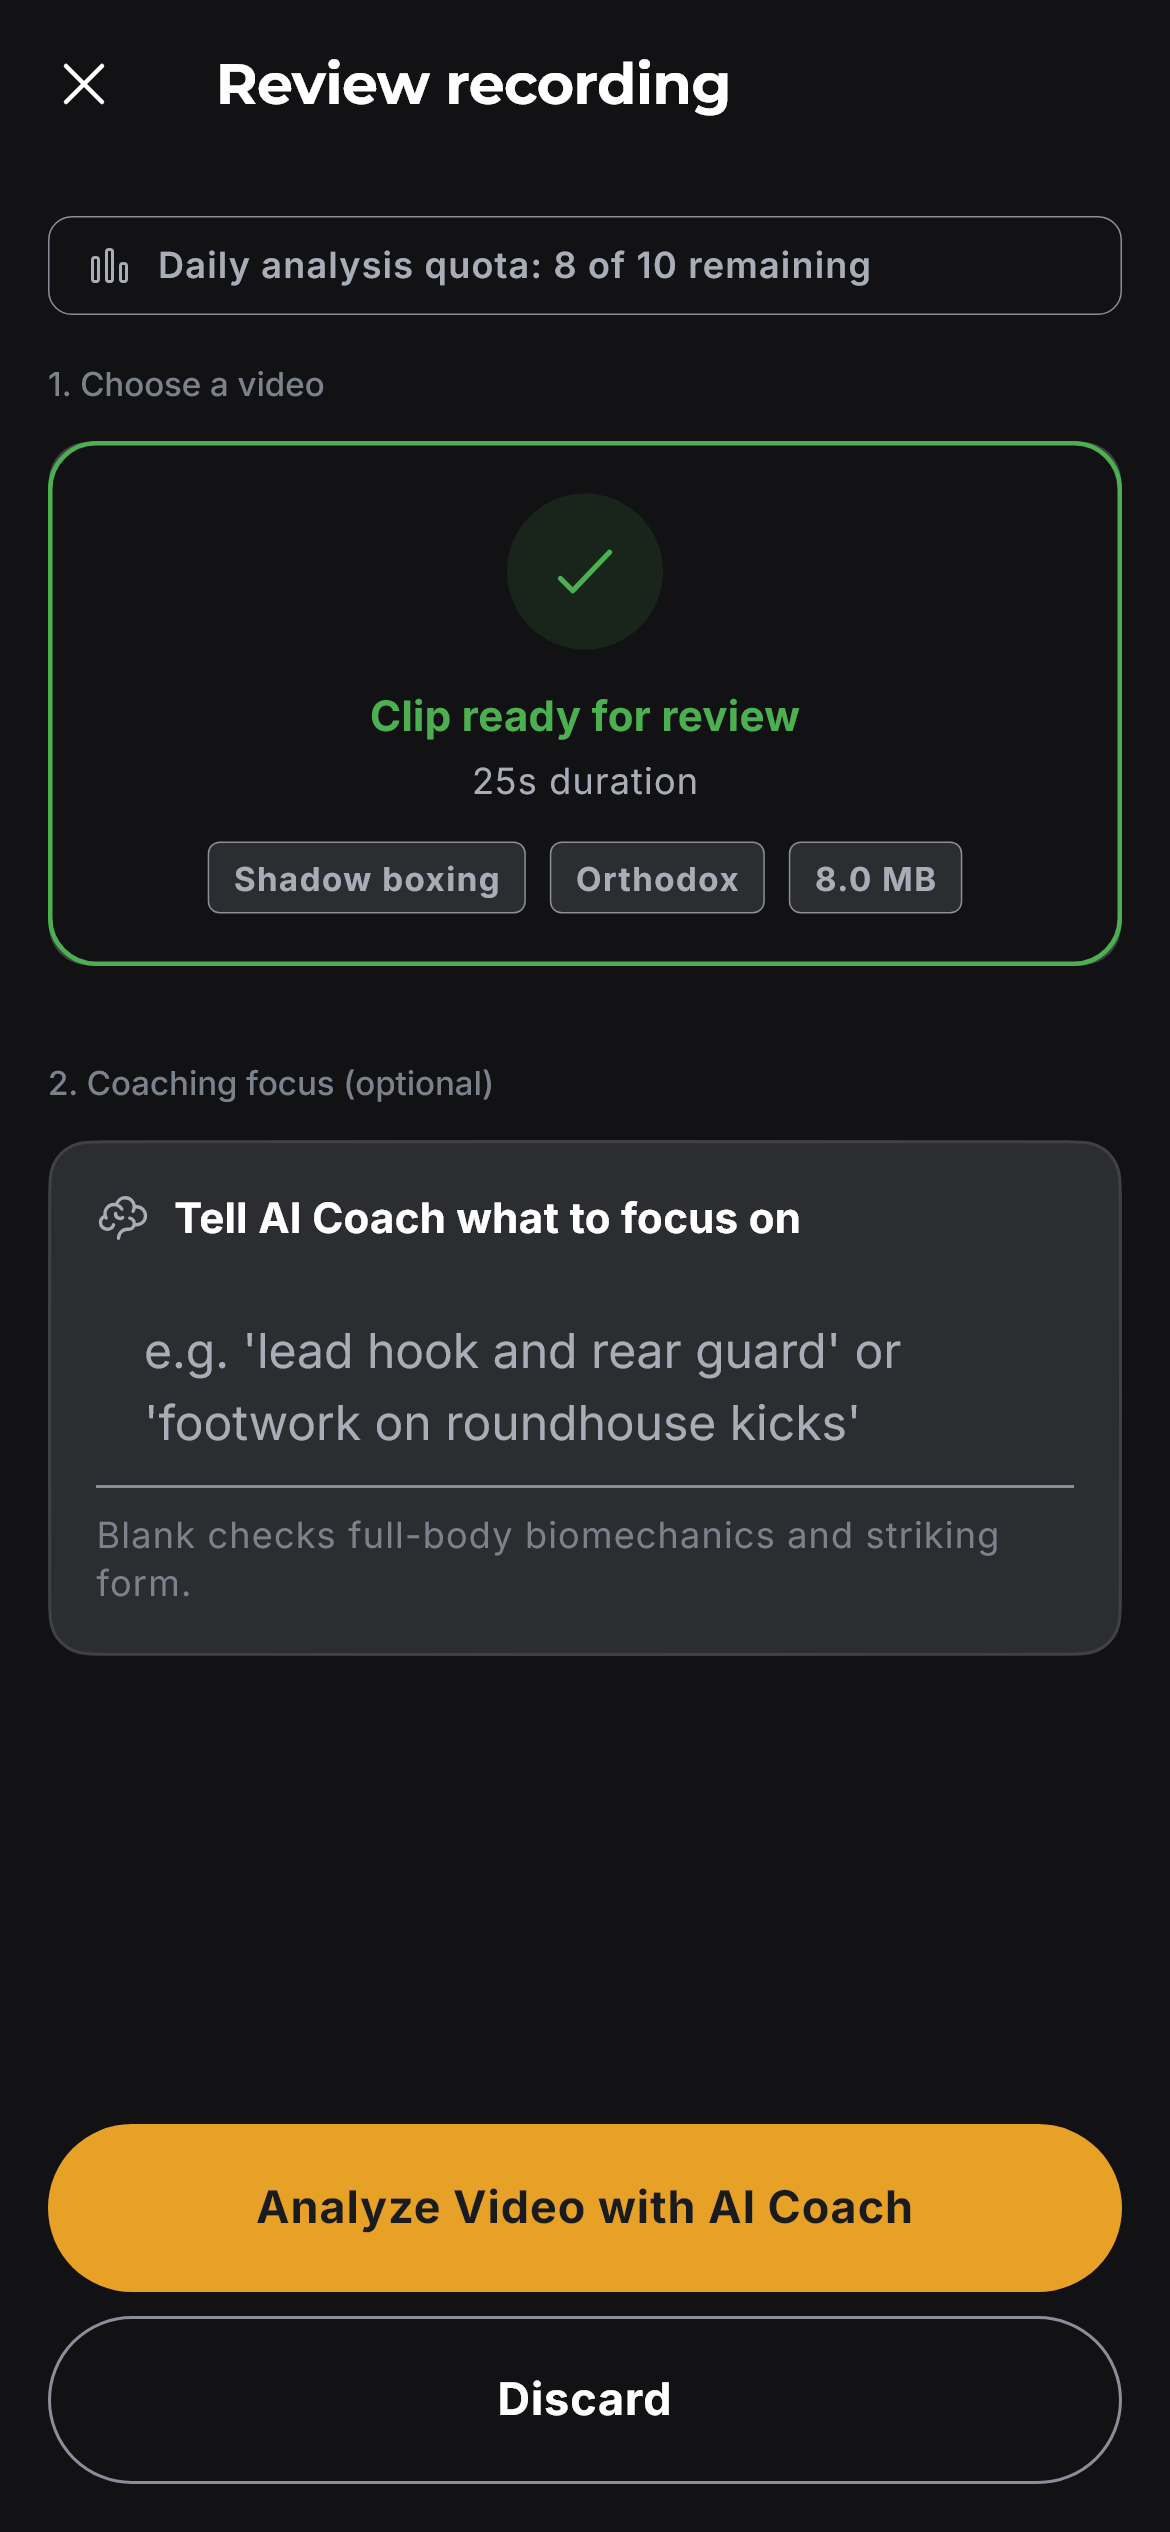 Review recording
Daily analysis quota: 8 of 10 remaining
1. Choose a video
Clip ready for review
25s duration
Shadow boxing Orthodox 8.0 MB
2. Coaching focus (optional)
Tell AI Coach what to focus on
e.g. 'lead hook and rear guard' or
'footwork on roundhouse kicks'
Blank checks full-body biomechanics and striking
form.
Analyze Video with AI Coach
Discard